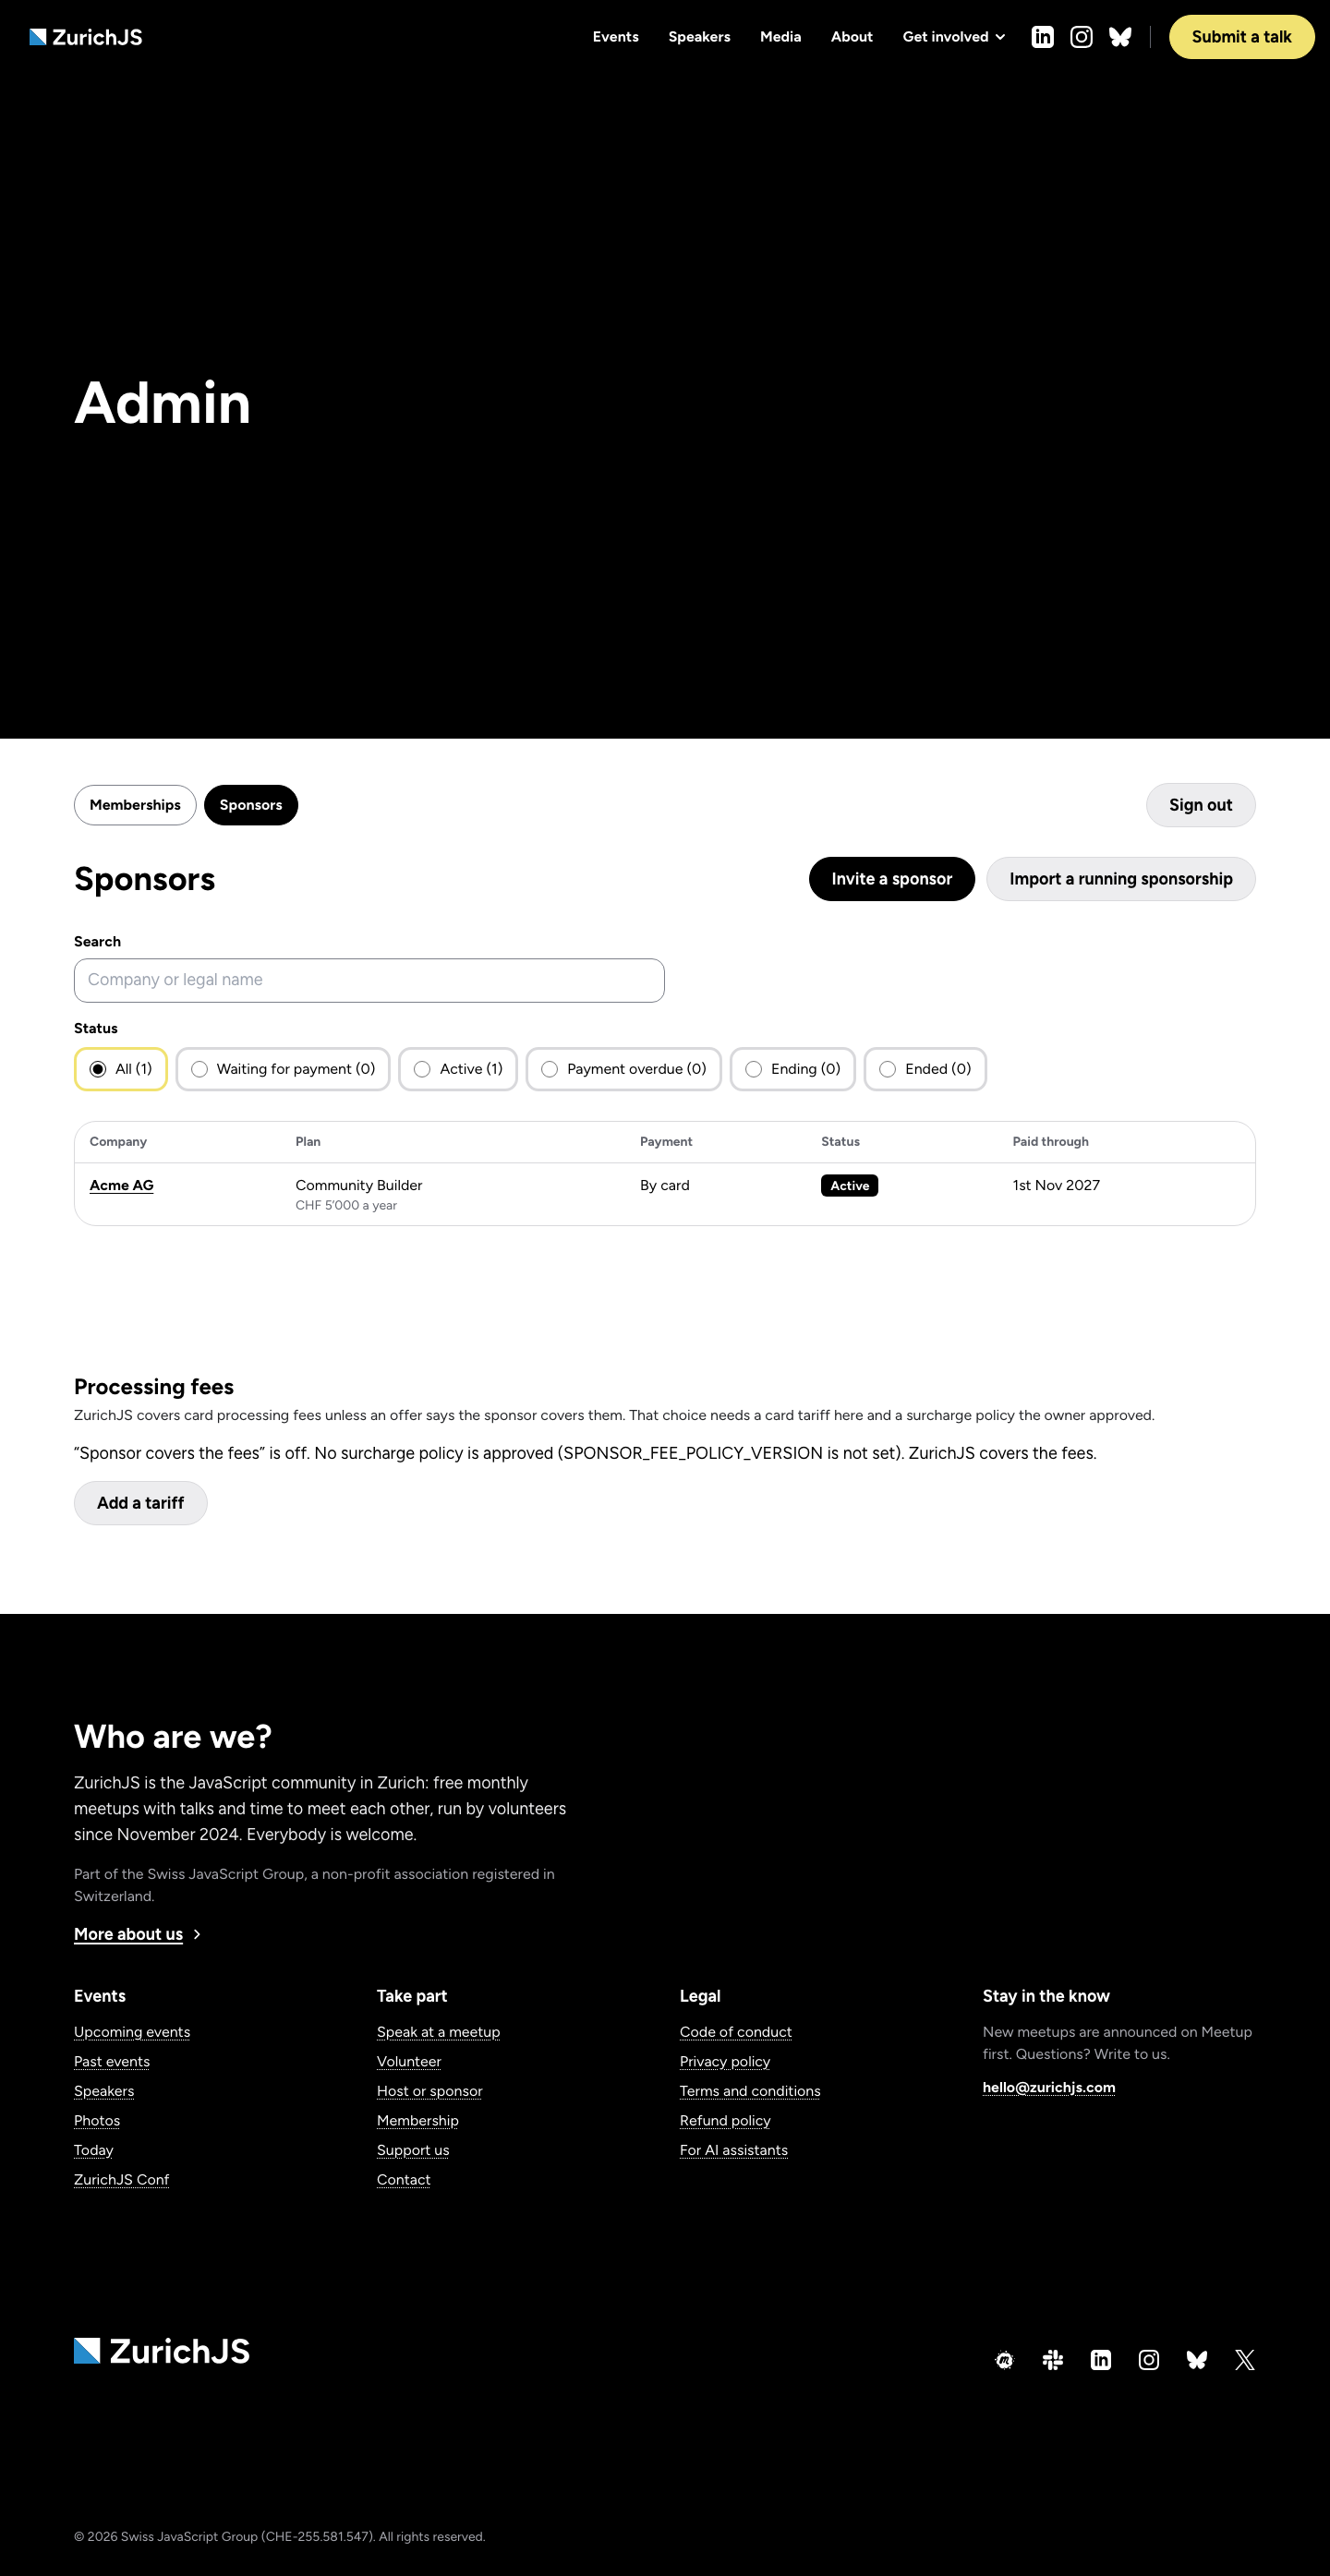 ZurichJS
Events
Speakers
Media
About
Get involved
Submit a talk
Admin
Memberships
Sponsors
Sign out
Sponsors
Invite a sponsor
Import a running sponsorship
Search
Company or legal name
Status
All (1)
Waiting for payment (0)
Active (1)
Payment overdue (0)
Ending (0)
Ended (0)
Company Plan Payment Status Paid through
Acme AG Community Builder By card Active 1st Nov 2027
CHF 5'000 a year
Processing fees
ZurichJS covers card processing fees unless an offer says the sponsor covers them. That choice needs a card tariff here and a surcharge policy the owner approved.
"Sponsor covers the fees" is off. No surcharge policy is approved (SPONSOR_FEE_POLICY_VERSION is not set). ZurichJS covers the fees.
Add a tariff
Who are we?
ZurichJS is the JavaScript community in Zurich: free monthly
meetups with talks and time to meet each other, run by volunteers
since November 2024. Everybody is welcome.
Part of the Swiss JavaScript Group, a non-profit association registered in
Switzerland.
More about us
Events
Upcoming events
Past events
Speakers
Photos
Today
ZurichJS Conf
Take part
Speak at a meetup
Volunteer
Host or sponsor
Membership
Support us
Contact
Legal
Code of conduct
Privacy policy
Terms and conditions
Refund policy
For AI assistants
Stay in the know
New meetups are announced on Meetup
first. Questions? Write to us.
hello@zurichjs.com
ZurichJS
© 2026 Swiss JavaScript Group (CHE-255.581.547). All rights reserved.